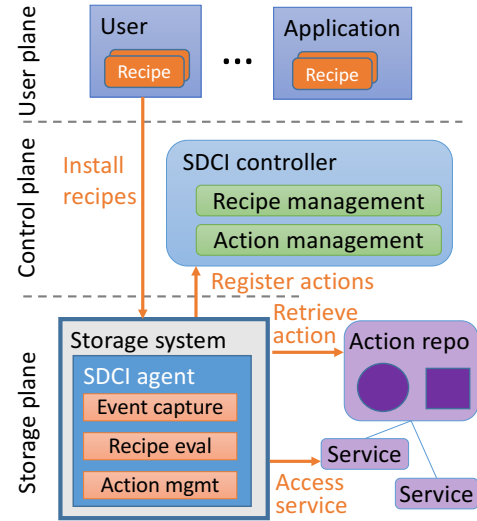 User plane
User
Recipe
...
Application
Recipe
Control plane
Install
recipes
SDCI controller
Recipe management
Action management
Register actions
Storage plane
Storage system
SDCI agent
Event capture
Recipe eval
Action mgmt
Retrieve
action
Action repo
Service
Access
service
Service